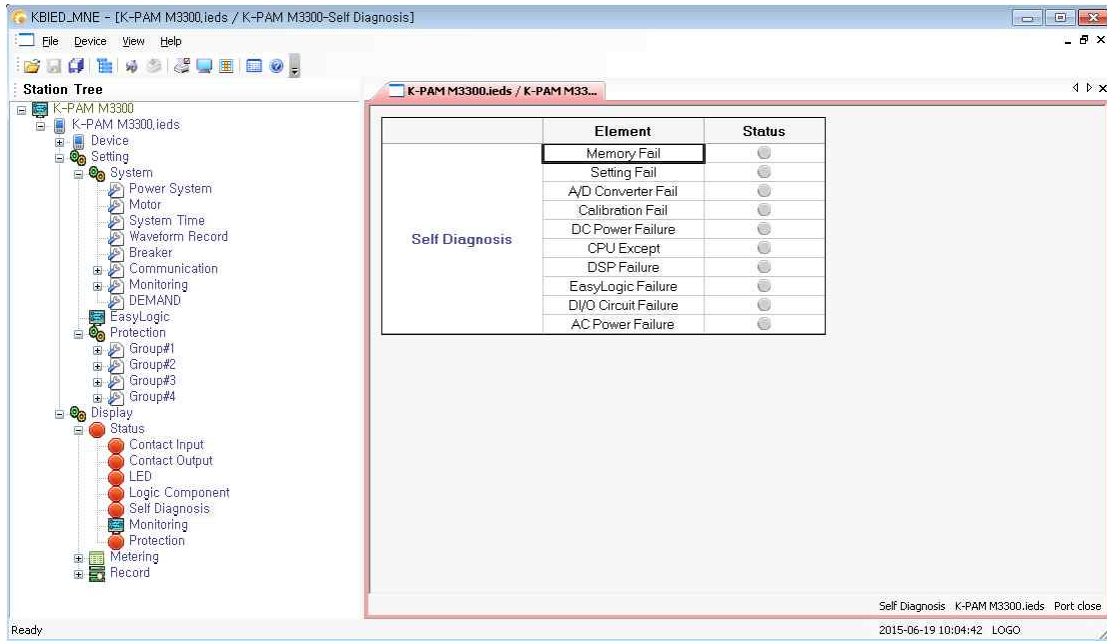 KBIED_MNE - [K-PAM M3300.ieds / K-PAM M3300-Self Diagnosis]
File Device View Help
Station Tree
K-PAM M3300
K-PAM M3300.ieds
Device
Setting
System
Power System
Motor
System Time
Waveform Record
Breaker
Communication
Monitoring
DEMAND
EasyLogic
Protection
Group#1
Group#2
Group#3
Group#4
Display
Status
Contact Input
Contact Output
LED
Logic Component
Self Diagnosis
Monitoring
Protection
Metering
Record
K-PAM M3300.ieds / K-PAM M33...
Element Status
Self Diagnosis
Memory Fail
Setting Fail
A/D Converter Fail
Calibration Fail
DC Power Failure
CPU Except
DSP Failure
EasyLogic Failure
DI/O Circuit Failure
AC Power Failure
Self Diagnosis K-PAM M3300.ieds Port close
Ready 2015-06-19 10:04:42 LOGO